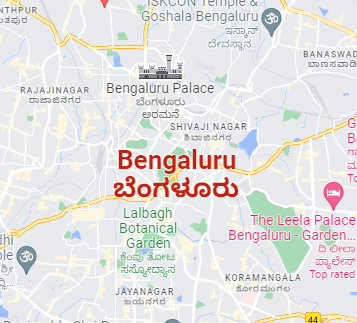 ISKCON Temple &
Goshala Bengaluru
ಇಸ್ಕಾನ್
ದೇವಸ್ಥಾನ...
BANASWAD
ಬಾಣಸವಾಡಿ
RAJAJINAGAR
ರಾಜಾಜಿನಗರ
Bengaluru Palace
ಬೆಂಗಳೂರು
ಅರಮನೆ
SHIVAJI NAGAR
ಶಿವಾಜಿನಗರ
Bengaluru
ಬೆಂಗಳೂರು
Lalbagh
Botanical
Garden
ಕೆಂಪು ತೋಟ
ಸಸ್ಯೋದ್ಯಾನ
The Leela Palace
Bengaluru - Garden...
ದಿ ಲೀಲಾ
ಪ್ಯಾಲೇಸ್
Top rated
KORAMANGALA
ಕೋರಮಂಗಲ
JAYANAGAR
ಜಯನಗರ
44